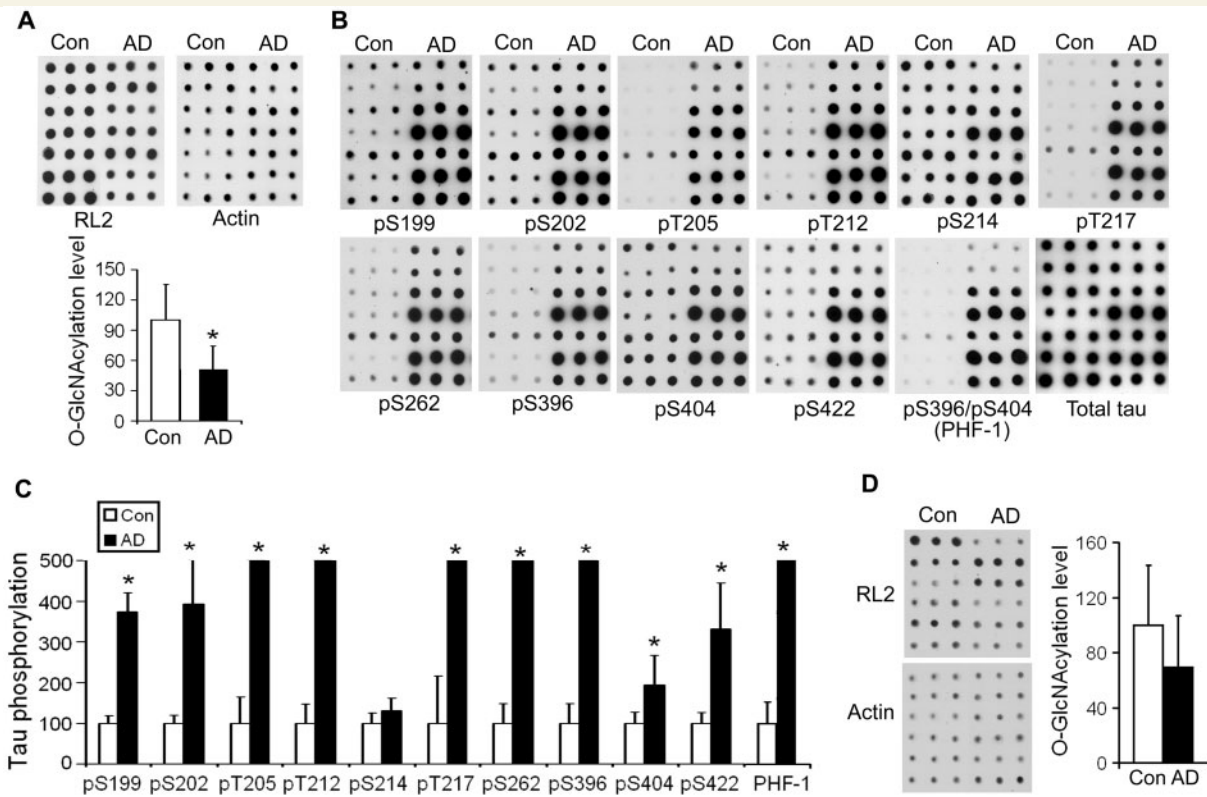 A
Con AD Con AD
RL2 Actin
O-GlcNAcylation level
150
120
90
60
30
0
*
Con AD
B
Con AD Con AD Con AD Con AD Con AD Con AD
pS199 pS202 pT205 pT212 pS214 pT217
pS262 pS396 pS404 pS422 pS396/pS404 Total tau
(PHF-1)
C
Con
AD
Tau phosphorylation
500
400
300
200
100
0
* * * * * * * * * *
pS199 pS202 pT205 pT212 pS214 pT217 pS262 pS396 pS404 pS422 PHF-1
D
Con AD
RL2
Actin
O-GlcNAcylation level
160
120
80
40
0
Con AD